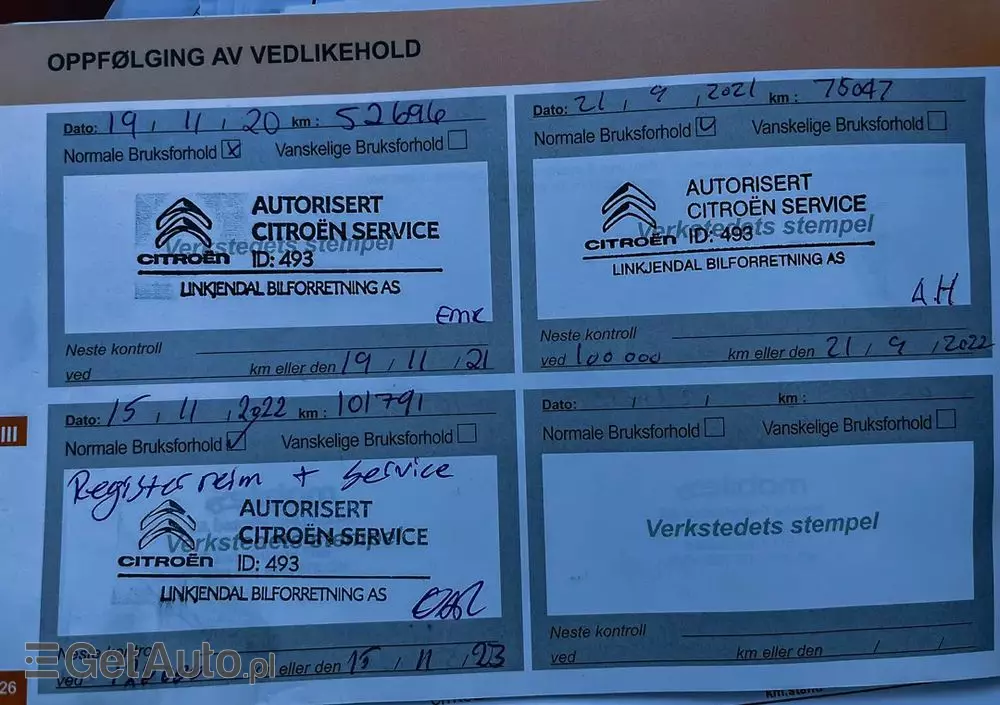 OPPFØLGING AV VEDLIKEHOLD
Dato: 19 , 11 , 20 km : 52696
Normale Bruksforhold x Vanskelige Bruksforhold
Verkstedets stempel
AUTORISERT
CITROËN SERVICE
CITROËN ID: 493
LINKJENDAL BILFORRETNING AS
Neste kontroll
ved km eller den 19 , 11 , 21
Dato: 21 , 9 , 2021 km : 75047
Normale Bruksforhold Vanskelige Bruksforhold
AUTORISERT
CITROËN SERVICE
Verkstedets stempel
CITROËN ID: 493
LINKJENDAL BILFORRETNING AS
A.H
Neste kontroll
ved 100 000 km eller den 21 , 9 , 2022
Dato: 15 , 11 , 2022 km : 101791
Normale Bruksforhold Vanskelige Bruksforhold
Registerreim + Service
AUTORISERT
CITROËN SERVICE
Verkstedets stempel
CITROËN ID: 493
LINKJENDAL BILFORRETNING AS
Neste kontroll
ved eller den 15 , 11 , 23
Dato: / / km :
Normale Bruksforhold Vanskelige Bruksforhold
Verkstedets stempel
Neste kontroll
ved km eller den / /
III
26
GetAuto.pl